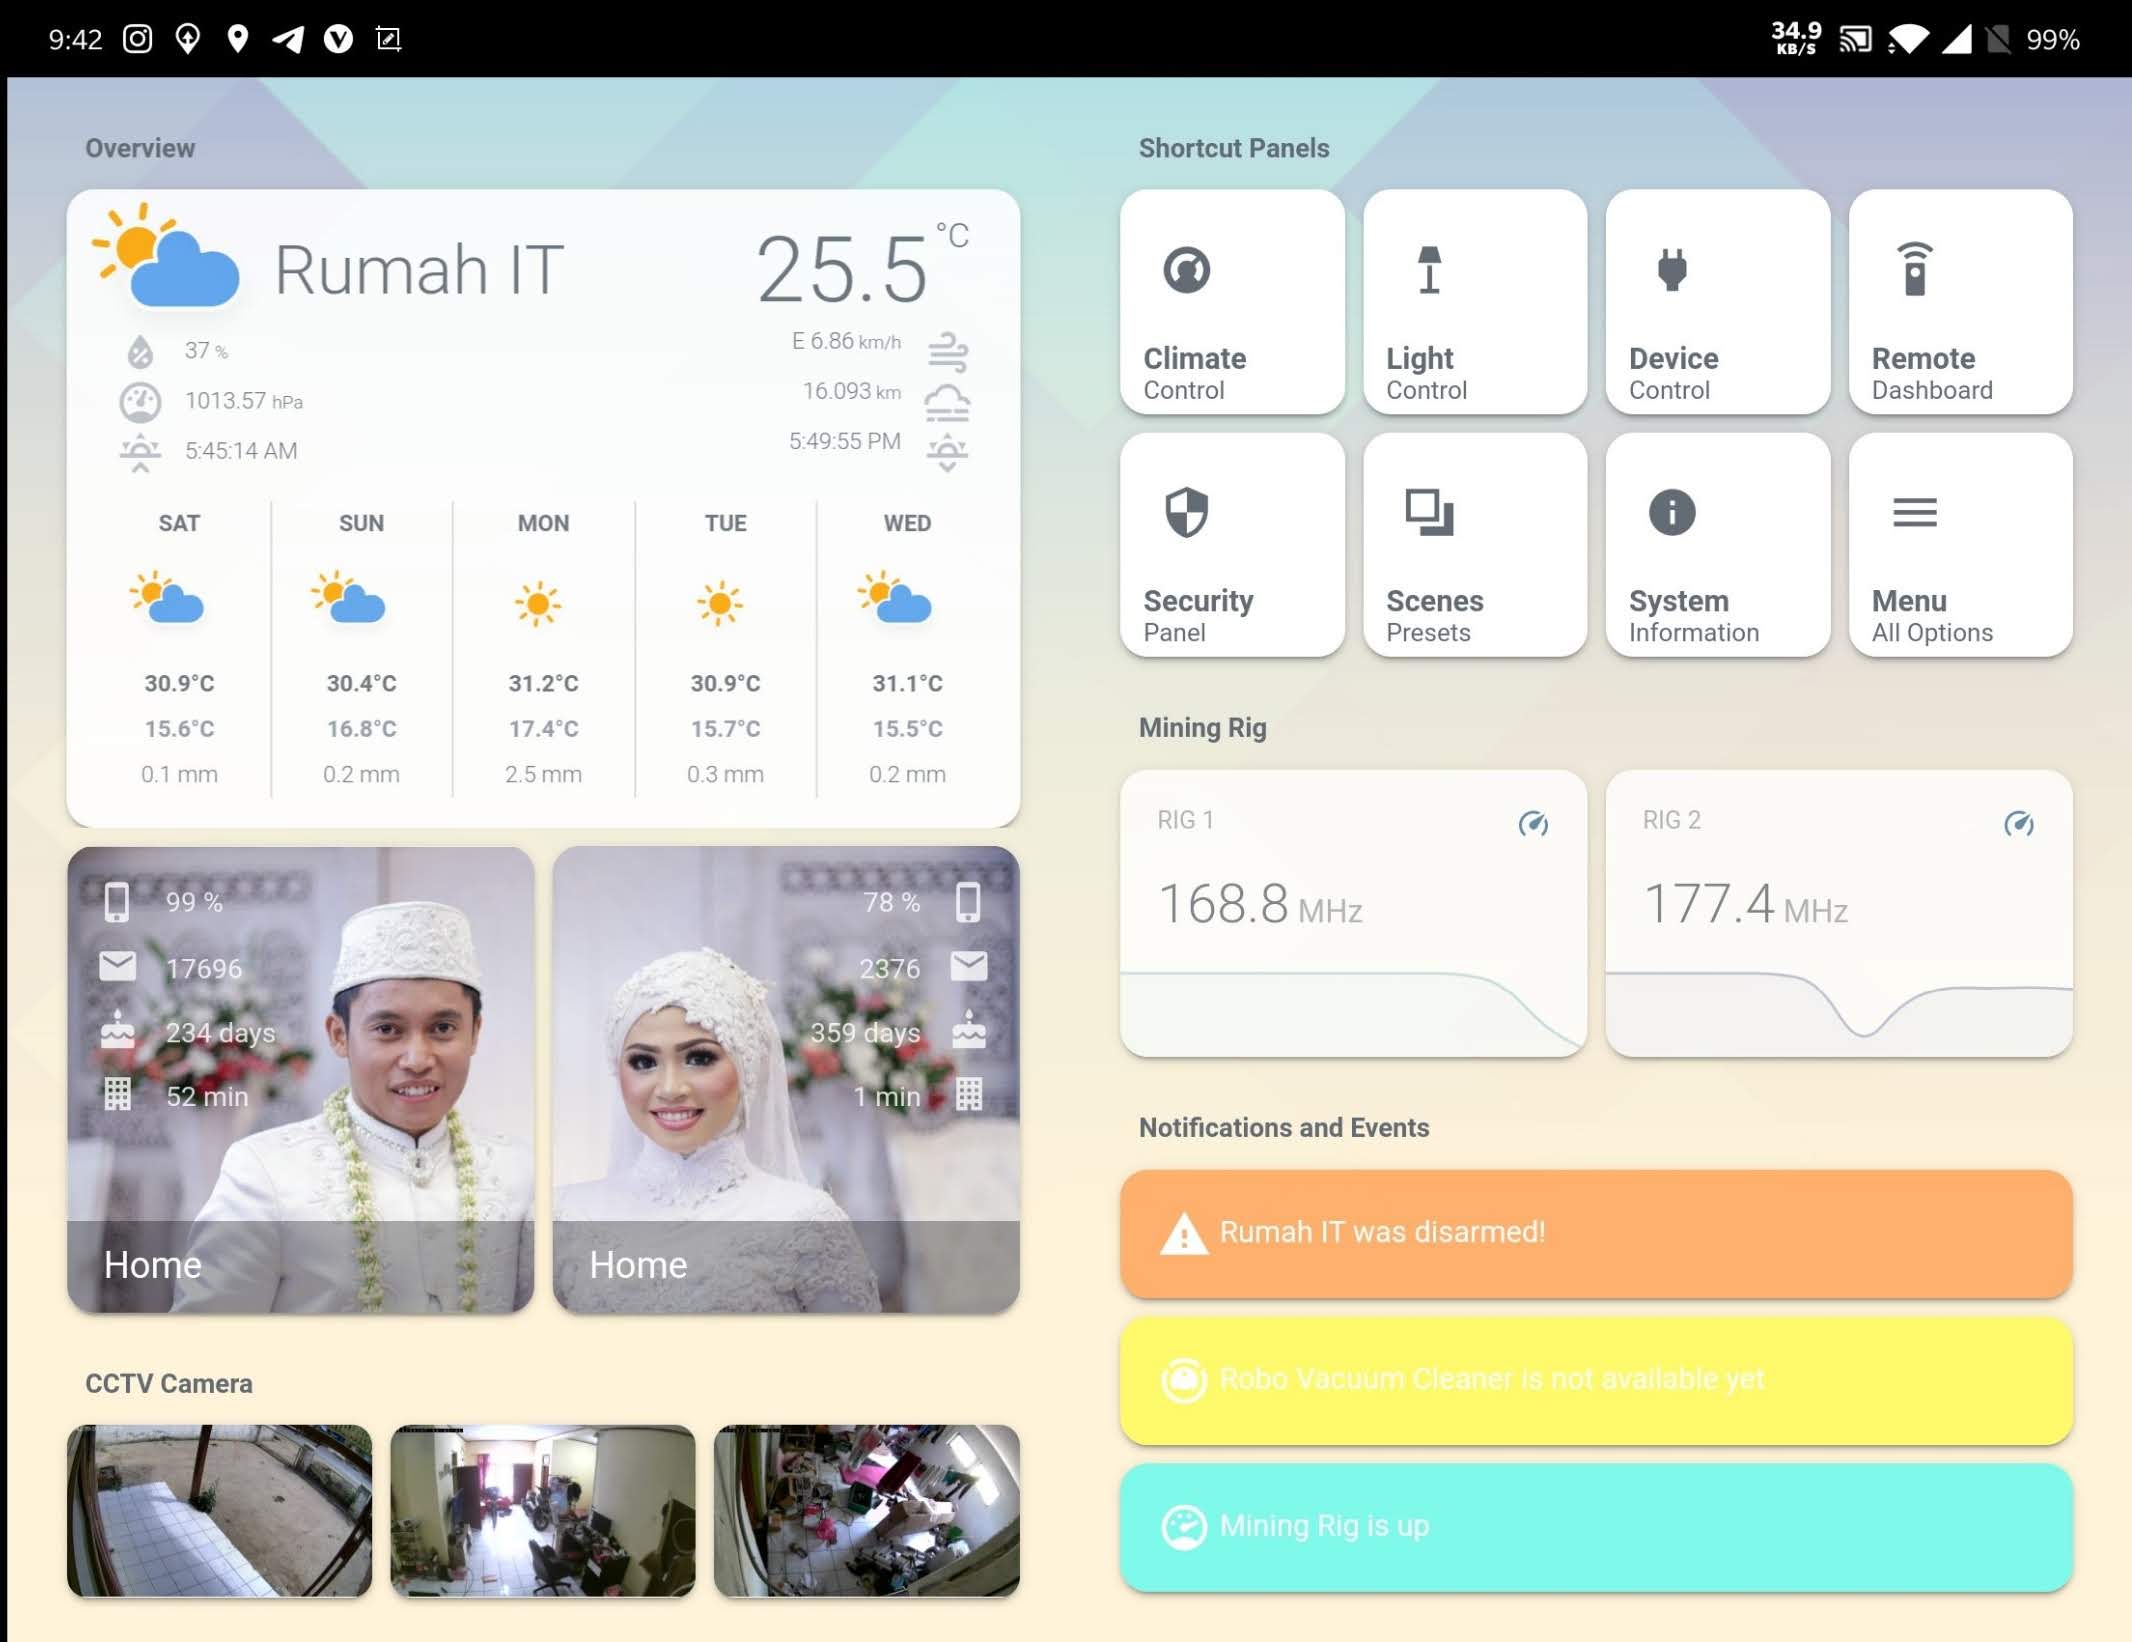 9:42
34.9
KB/S
99%
Overview
Rumah IT
25.5 °C
37 %
1013.57 hPa
5:45:14 AM
E 6.86 km/h
16.093 km
5:49:55 PM
SAT SUN MON TUE WED
30.9°C 30.4°C 31.2°C 30.9°C 31.1°C
15.6°C 16.8°C 17.4°C 15.7°C 15.5°C
0.1 mm 0.2 mm 2.5 mm 0.3 mm 0.2 mm
99 %
17696
234 days
52 min
Home
78 %
2376
359 days
1 min
Home
CCTV Camera
Shortcut Panels
Climate
Control
Light
Control
Device
Control
Remote
Dashboard
Security
Panel
Scenes
Presets
System
Information
Menu
All Options
Mining Rig
RIG 1
168.8 MHz
RIG 2
177.4 MHz
Notifications and Events
Rumah IT was disarmed!
Robo Vacuum Cleaner is not available yet
Mining Rig is up